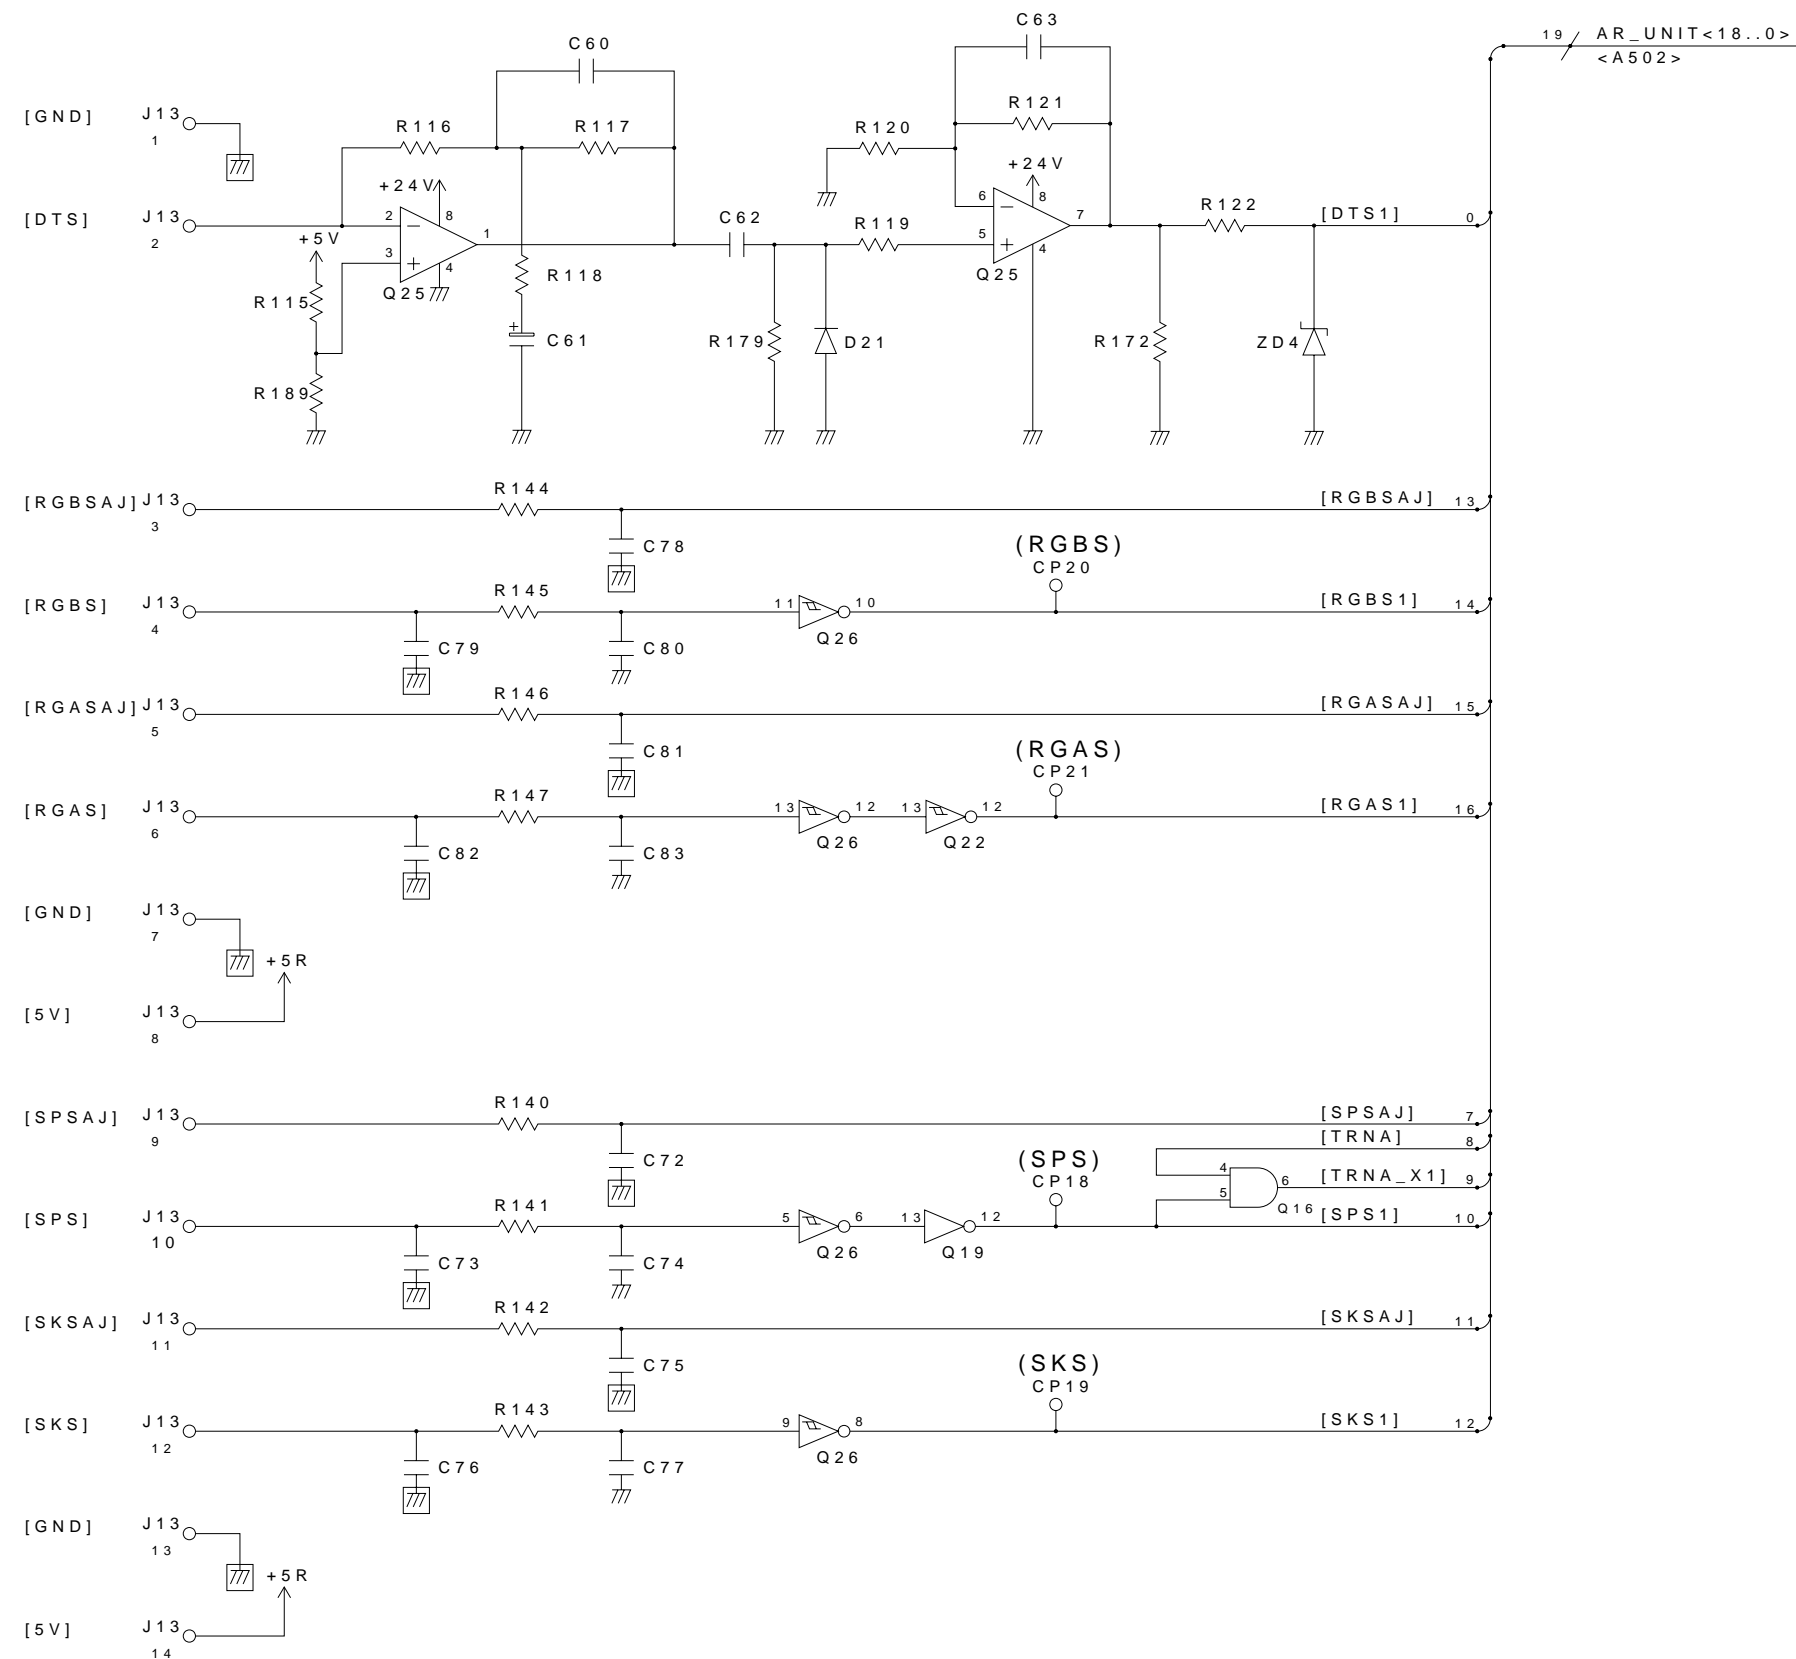 C63
19 AR_UNIT<18..0>
<A502>
C60
[GND] J13
1
R116 R117
R120 R121
+24V
+24V
[DTS] J13
2
2 8 1
3 4
Q25
+5V
R115
R189
R118
+
C61
C62
R119
R179 D21
6 8 7
5 4
Q25
R122
R172 ZD4
[DTS1] 0
[RGBSAJ] J13
3
R144
C78
[RGBSAJ] 13
(RGBS)
CP20
[RGBS] J13
4
R145
C79 C80
11 10
Q26
[RGBS1] 14
[RGASAJ] J13
5
R146
C81
[RGASAJ] 15
(RGAS)
CP21
[RGAS] J13
6
R147
C82 C83
13 12 13 12
Q26 Q22
[RGAS1] 16
[GND] J13
7
+5R
[5V] J13
8
[SPSAJ] J13
9
R140
C72
[SPSAJ] 7
[TRNA] 8
(SPS)
CP18
4
5
6
Q16
[TRNA_X1] 9
[SPS] J13
10
R141
C73 C74
5 6 13 12
Q26 Q19
[SPS1] 10
[SKSAJ] J13
11
R142
C75
[SKSAJ] 11
(SKS)
CP19
[SKS] J13
12
R143
C76 C77
9 8
Q26
[SKS1] 12
[GND] J13
13
+5R
[5V] J13
14